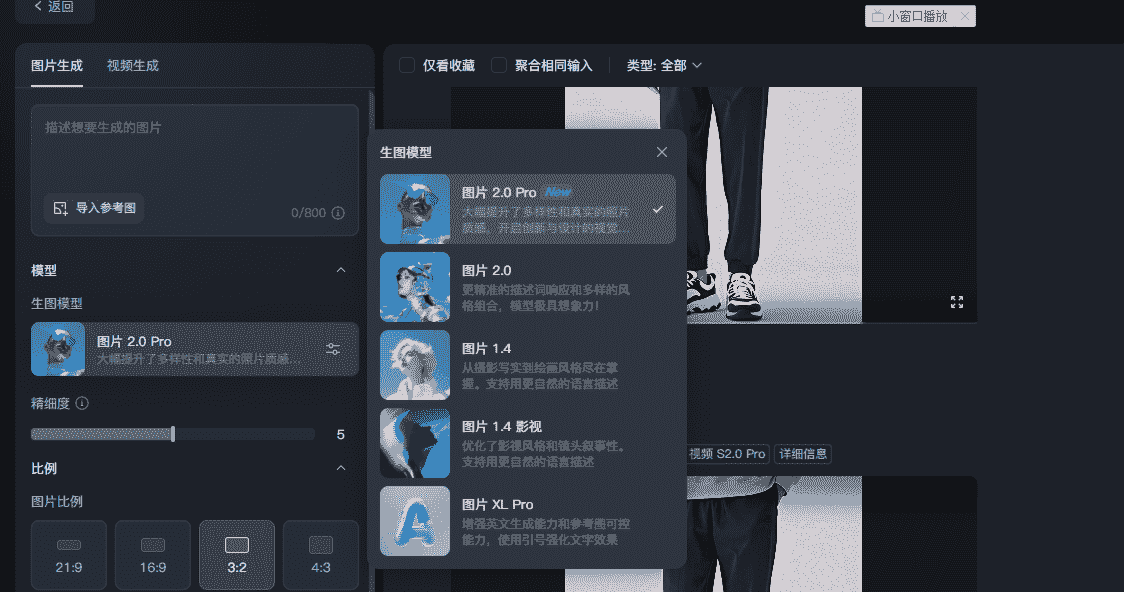 返回
小窗口播放
图片生成
视频生成
仅看收藏
聚合相同输入
类型: 全部
描述想要生成的图片
导入参考图
0/800
模型
生图模型
图片 2.0 Pro
大幅提升了多样性和真实的照片质感...
精细度
5
比例
图片比例
21:9
16:9
3:2
4:3
生图模型
图片 2.0 Pro New
大幅提升了多样性和真实的照片
质感，开启创新与设计的视觉...
图片 2.0
更精准的描述词响应和多样的风
格组合，模型极具想象力！
图片 1.4
从摄影写实到绘画风格尽在掌
握。支持用更自然的语言描述
图片 1.4 影视
优化了影视风格和镜头叙事性。
支持用更自然的语言描述
图片 XL Pro
增强英文生成能力和参考图可控
能力，使用引号强化文字效果
视频 S2.0 Pro
详细信息